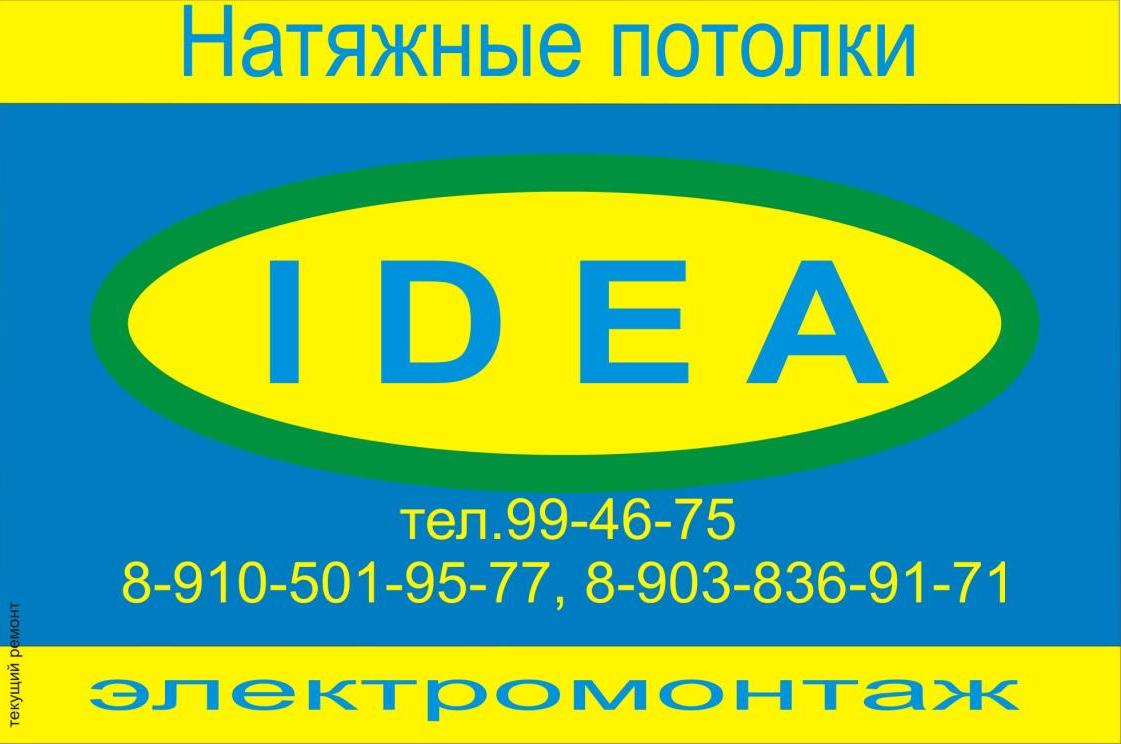 Натяжные потолки
IDEA
тел.99-46-75
8-910-501-95-77, 8-903-836-91-71
электромонтаж
текущий ремонт